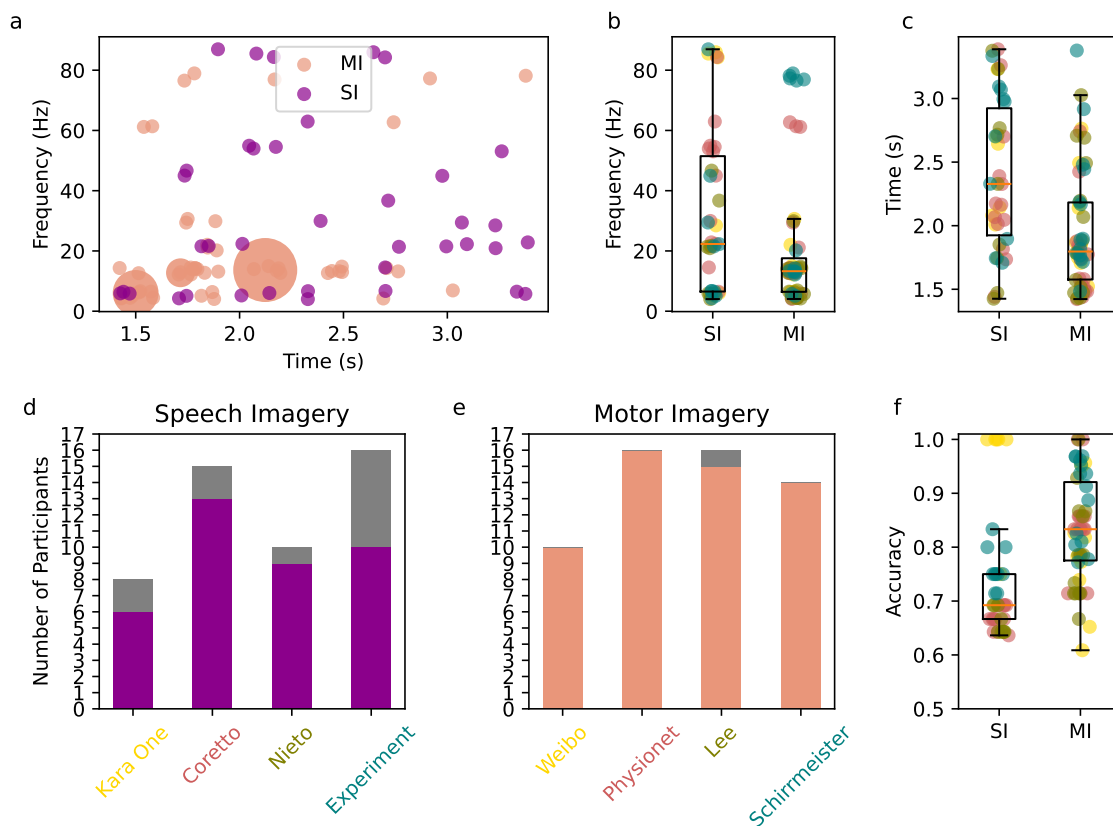 a
Frequency (Hz)
80
60
40
20
0
1.5
2.0
2.5
3.0
Time (s)
MI
SI
b
Frequency (Hz)
80
60
40
20
0
SI
MI
c
Time (s)
3.0
2.5
2.0
1.5
SI
MI
d
Speech Imagery
Number of Participants
17
16
15
14
13
12
11
10
9
8
7
6
5
4
3
2
1
0
Kara One
Coretto
Nieto
Experiment
e
Motor Imagery
17
16
15
14
13
12
11
10
9
8
7
6
5
4
3
2
1
0
Weibo
Physionet
Lee
Schirrmeister
f
Accuracy
1.0
0.9
0.8
0.7
0.6
0.5
SI
MI